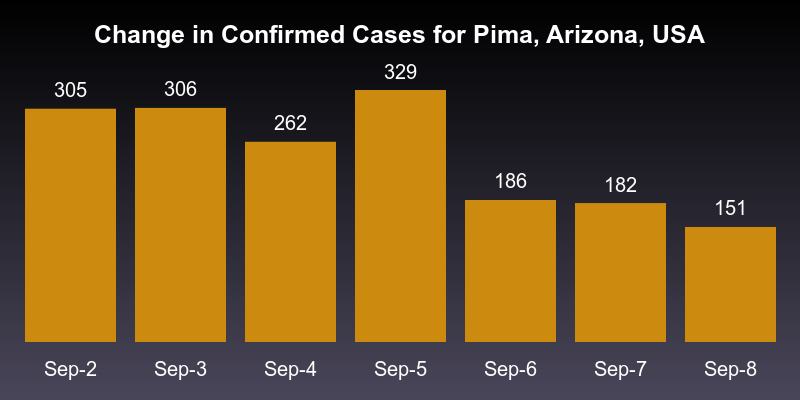 Change in Confirmed Cases for Pima, Arizona, USA
305
306
262
329
186
182
151
Sep-2
Sep-3
Sep-4
Sep-5
Sep-6
Sep-7
Sep-8